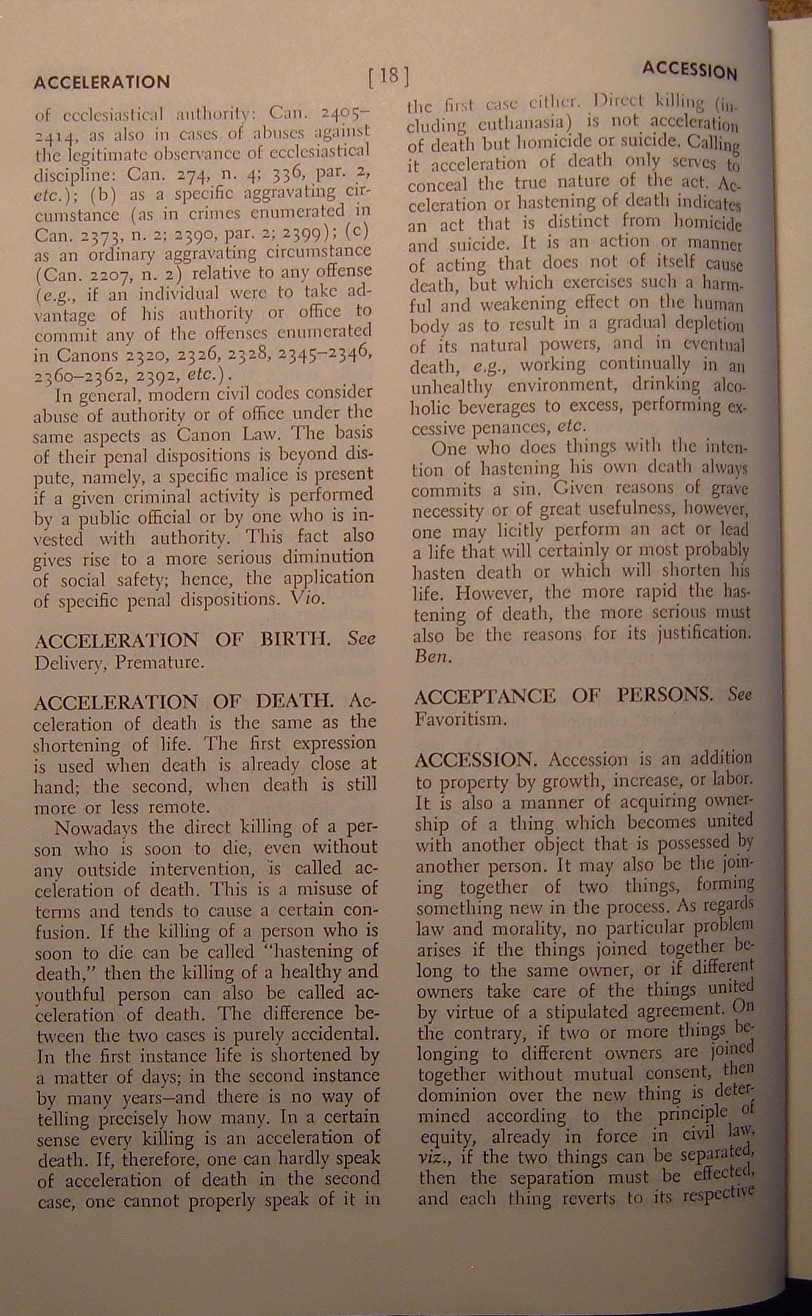 ACCELERATION
[18]
ACCESSION
of ecclesiastical authority: Can. 2405–
2414, as also in cases of abuses against
the legitimate observance of ecclesiastical
discipline: Can. 274, n. 4; 336, par. 2,
etc.); (b) as a specific aggravating cir-
cumstance (as in crimes enumerated in
Can. 2373, n. 2; 2390, par. 2; 2399); (c)
as an ordinary aggravating circumstance
(Can. 2207, n. 2) relative to any offense
(e.g., if an individual were to take ad-
vantage of his authority or office to
commit any of the offenses enumerated
in Canons 2320, 2326, 2328, 2345–2346,
2360–2362, 2392, etc.).
In general, modern civil codes consider
abuse of authority or of office under the
same aspects as Canon Law. The basis
of their penal dispositions is beyond dis-
pute, namely, a specific malice is present
if a given criminal activity is performed
by a public official or by one who is in-
vested with authority. This fact also
gives rise to a more serious diminution
of social safety; hence, the application
of specific penal dispositions. Vio.
ACCELERATION OF BIRTH. See
Delivery, Premature.
ACCELERATION OF DEATH. Ac-
celeration of death is the same as the
shortening of life. The first expression
is used when death is already close at
hand; the second, when death is still
more or less remote.
Nowadays the direct killing of a per-
son who is soon to die, even without
any outside intervention, is called ac-
celeration of death. This is a misuse of
terms and tends to cause a certain con-
fusion. If the killing of a person who is
soon to die can be called “hastening of
death,” then the killing of a healthy and
youthful person can also be called ac-
celeration of death. The difference be-
tween the two cases is purely accidental.
In the first instance life is shortened by
a matter of days; in the second instance
by many years—and there is no way of
telling precisely how many. In a certain
sense every killing is an acceleration of
death. If, therefore, one can hardly speak
of acceleration of death in the second
case, one cannot properly speak of it in
the first case either. Direct killing (in-
cluding euthanasia) is not acceleration
of death but homicide or suicide. Calling
it acceleration of death only serves to
conceal the true nature of the act. Ac-
celeration or hastening of death indicates
an act that is distinct from homicide
and suicide. It is an action or manner
of acting that does not of itself cause
death, but which exercises such a harm-
ful and weakening effect on the human
body as to result in a gradual depletion
of its natural powers, and in eventual
death, e.g., working continually in an
unhealthy environment, drinking alco-
holic beverages to excess, performing ex-
cessive penances, etc.
One who does things with the inten-
tion of hastening his own death always
commits a sin. Given reasons of grave
necessity or of great usefulness, however,
one may licitly perform an act or lead
a life that will certainly or most probably
hasten death or which will shorten his
life. However, the more rapid the has-
tening of death, the more serious must
also be the reasons for its justification.
Ben.
ACCEPTANCE OF PERSONS. See
Favoritism.
ACCESSION. Accession is an addition
to property by growth, increase, or labor.
It is also a manner of acquiring owner-
ship of a thing which becomes united
with another object that is possessed by
another person. It may also be the join-
ing together of two things, forming
something new in the process. As regards
law and morality, no particular problem
arises if the things joined together be-
long to the same owner, or if different
owners take care of the things united
by virtue of a stipulated agreement. On
the contrary, if two or more things be-
longing to different owners are joined
together without mutual consent, then
dominion over the new thing is deter-
mined according to the principle of
equity, already in force in civil law,
viz., if the two things can be separated,
then the separation must be effected,
and each thing reverts to its respective